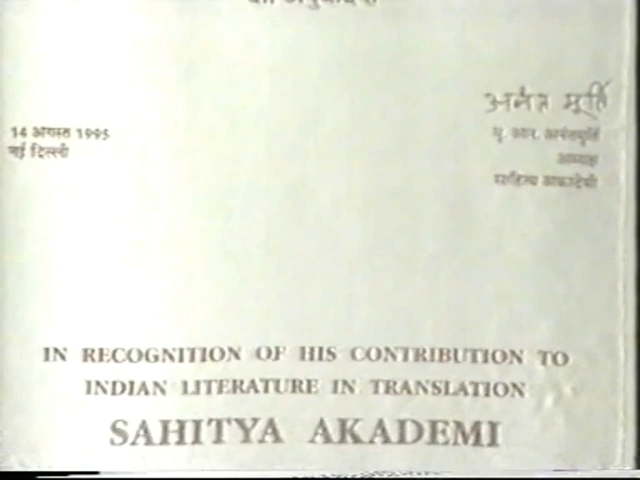 अनंत मूर्ति
14 अगस्त 1995
यु. आर. अनंतमूर्ति
नई दिल्ली
अध्यक्ष
साहित्य अकादेमी
IN RECOGNITION OF HIS CONTRIBUTION TO
INDIAN LITERATURE IN TRANSLATION
SAHITYA AKADEMI